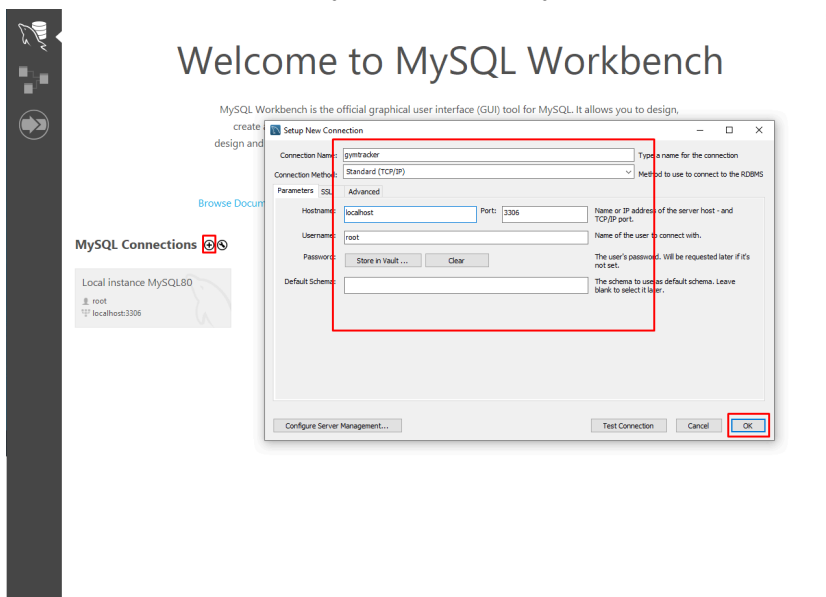 Welcome to MySQL Workbench
MySQL Workbench is the official graphical user interface (GUI) tool for MySQL. It allows you to design,
create
design and
Browse Docum
MySQL Connections
Local instance MySQL80
root
localhost:3306
Setup New Connection
Connection Name: gymtracker Type a name for the connection
Connection Method: Standard (TCP/IP) Method to use to connect to the RDBMS
Parameters SSL Advanced
Hostname: localhost Port: 3306 Name or IP address of the server host - and
TCP/IP port.
Username: root Name of the user to connect with.
Password: Store in Vault ... Clear The user's password. Will be requested later if it's
not set.
Default Schema: The schema to use as default schema. Leave
blank to select it later.
Configure Server Management... Test Connection Cancel OK